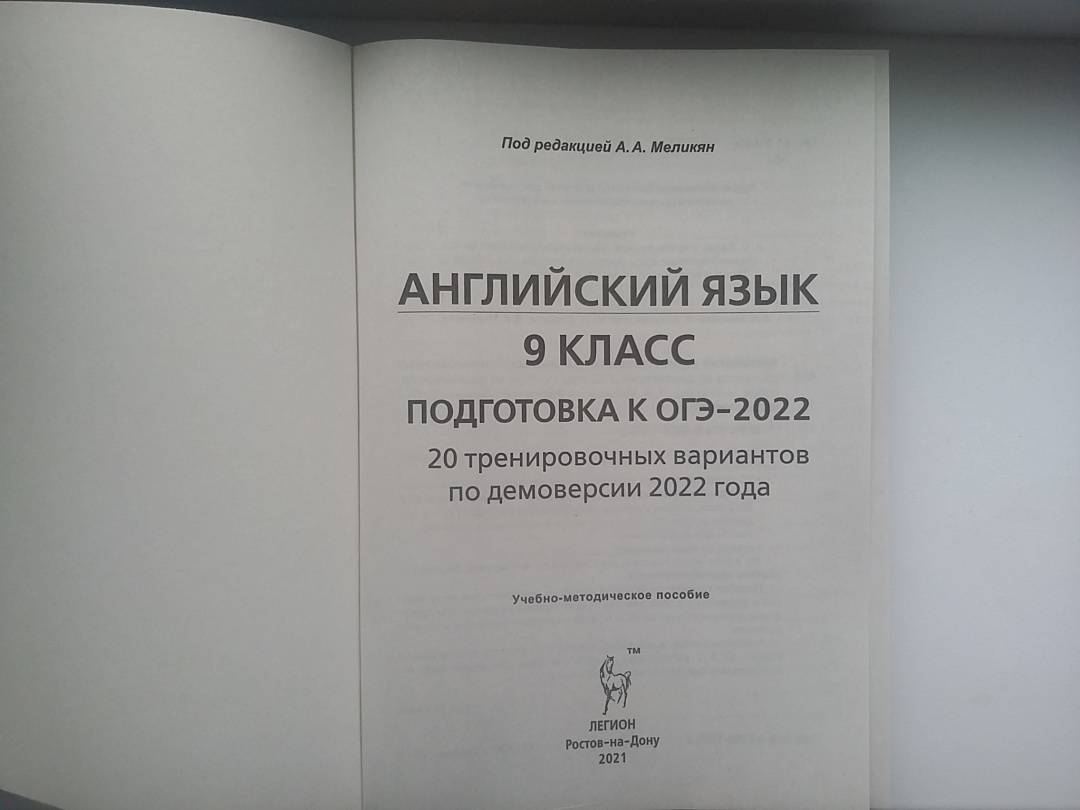 Под редакцией А. А. Меликян
АНГЛИЙСКИЙ ЯЗЫК
9 КЛАСС
ПОДГОТОВКА К ОГЭ-2022
20 тренировочных вариантов
по демоверсии 2022 года
Учебно-методическое пособие
ТМ
ЛЕГИОН
Ростов-на-Дону
2021